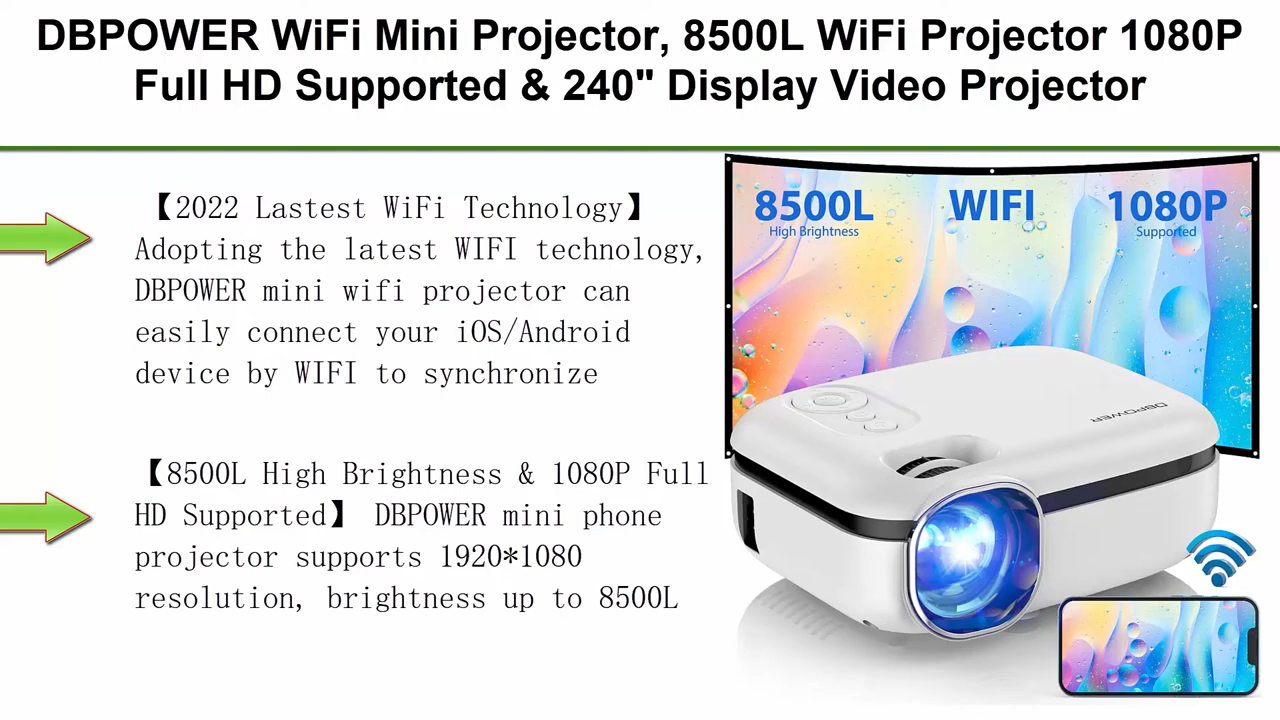 DBPOWER WiFi Mini Projector, 8500L WiFi Projector 1080P
Full HD Supported & 240" Display Video Projector
【2022 Lastest WiFi Technology】
Adopting the latest WIFI technology,
DBPOWER mini wifi projector can
easily connect your iOS/Android
device by WIFI to synchronize
【8500L High Brightness & 1080P Full
HD Supported】 DBPOWER mini phone
projector supports 1920*1080
resolution, brightness up to 8500L
8500L WIFI 1080P
High Brightness Supported
DBPOWER